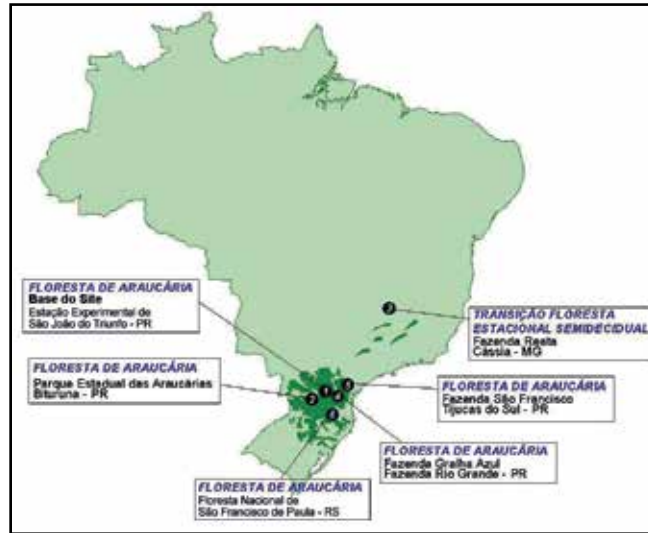 FLORESTA DE ARAUCÁRIA
Base do Site
Estação Experimental de
São João do Triunfo - PR
FLORESTA DE ARAUCÁRIA
Parque Estadual das Araucárias
Bituruna - PR
FLORESTA DE ARAUCÁRIA
Floresta Nacional de
São Francisco de Paula - RS
TRANSIÇÃO FLORESTA
ESTACIONAL SEMIDECIDUAL
Fazenda
Cássia - MG
FLORESTA DE ARAUCÁRIA
Fazenda São Francisco
Tijucas do Sul - PR
FLORESTA DE ARAUCÁRIA
Fazenda Gralha Azul
Fazenda Rio Grande - PR
1
2